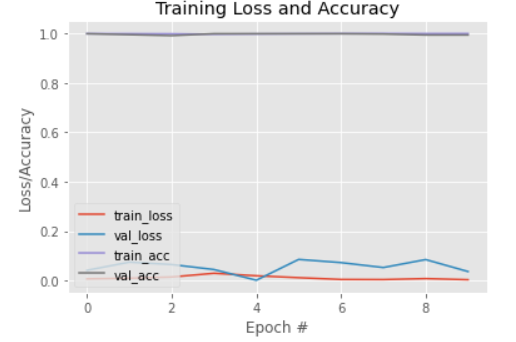 Training Loss and Accuracy
1.0
0.8
0.6
0.4
0.2
0.0
Loss/Accuracy
train_loss
val_loss
train_acc
val_acc
0 2 4 6 8
Epoch #